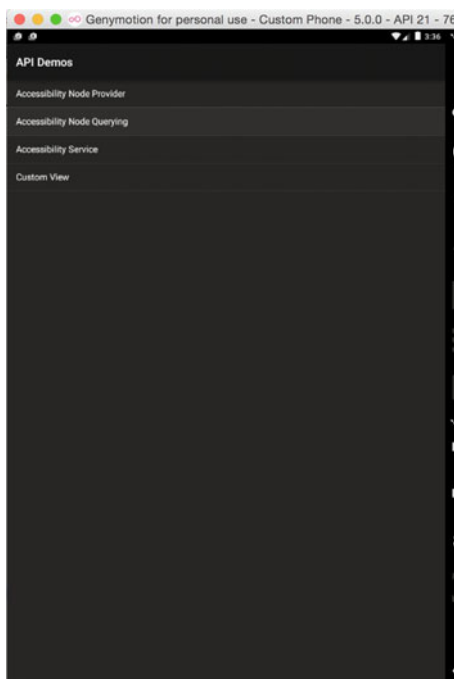 Genymotion for personal use - Custom Phone - 5.0.0 - API 21 - 76
3:36
API Demos
Accessibility Node Provider
Accessibility Node Querying
Accessibility Service
Custom View